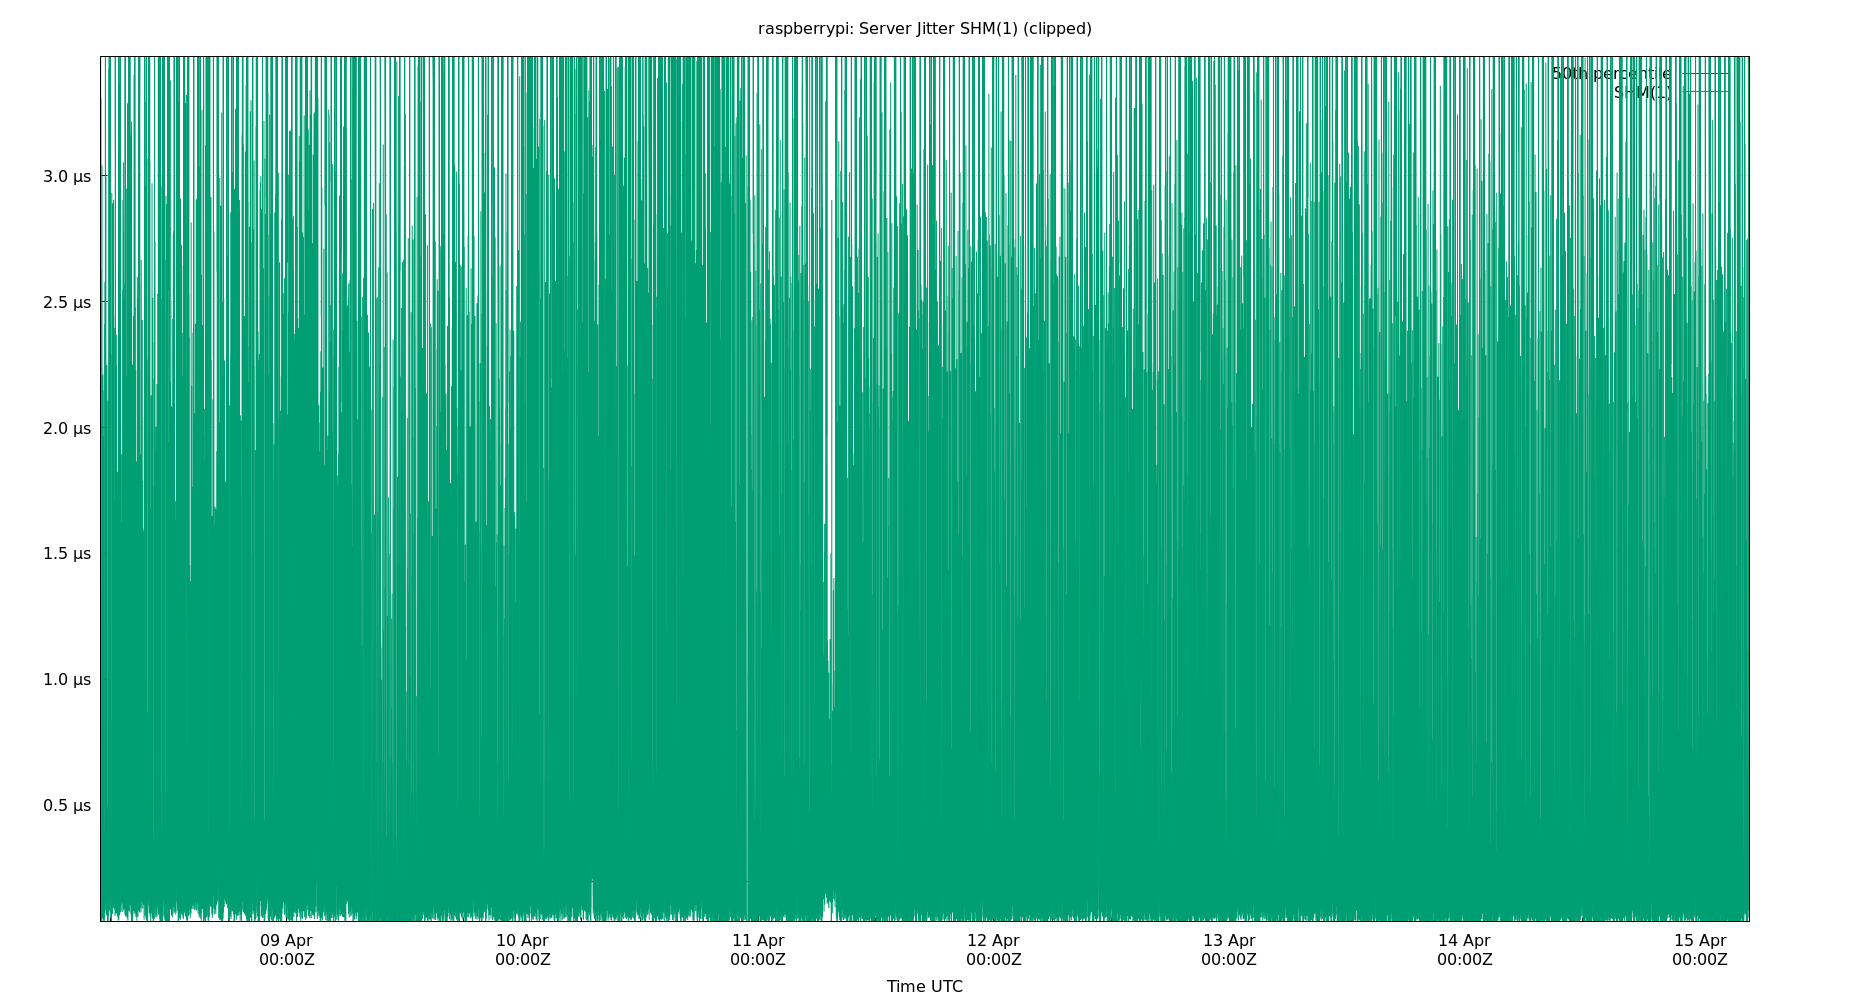 raspberrypi: Server Jitter SHM(1) (clipped)
50th percentile
SHM(1)
3.0 µs
2.5 µs
2.0 µs
1.5 µs
1.0 µs
0.5 µs
09 Apr 10 Apr 11 Apr 12 Apr 13 Apr 14 Apr 15 Apr
00:00Z 00:00Z 00:00Z 00:00Z 00:00Z 00:00Z 00:00Z
Time UTC